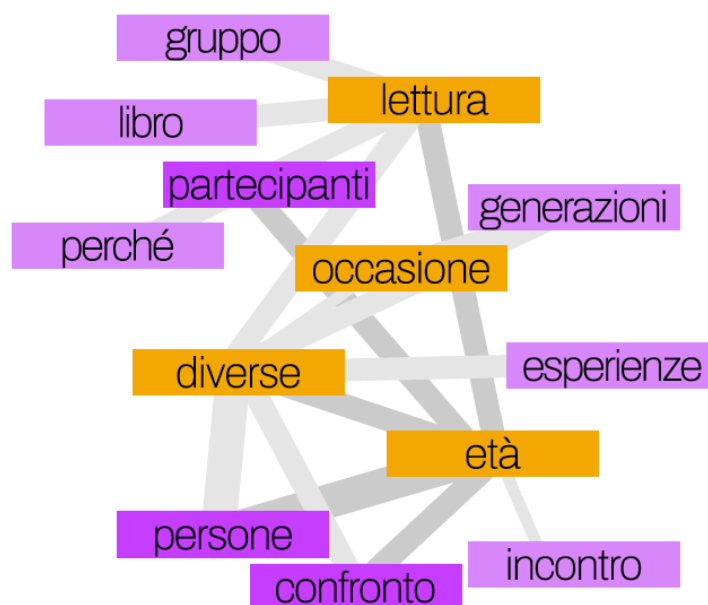 gruppo
lettura
libro
partecipanti
generazioni
perché
occasione
diverse
esperienze
età
persone
incontro
confronto